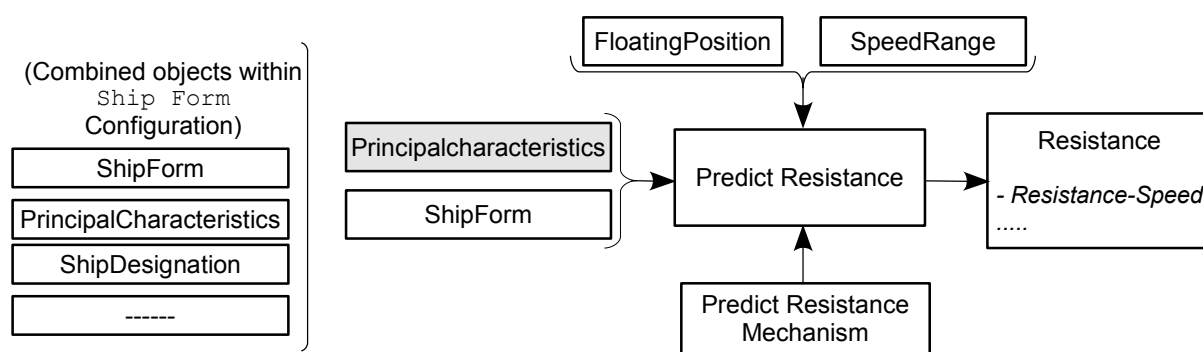 (Combined objects within
Ship Form
Configuration)
ShipForm
PrincipalCharacteristics
ShipDesignation
------
FloatingPosition
SpeedRange
Principalcharacteristics
ShipForm
Predict Resistance
Predict Resistance
Mechanism
Resistance
- Resistance-Speed
.....